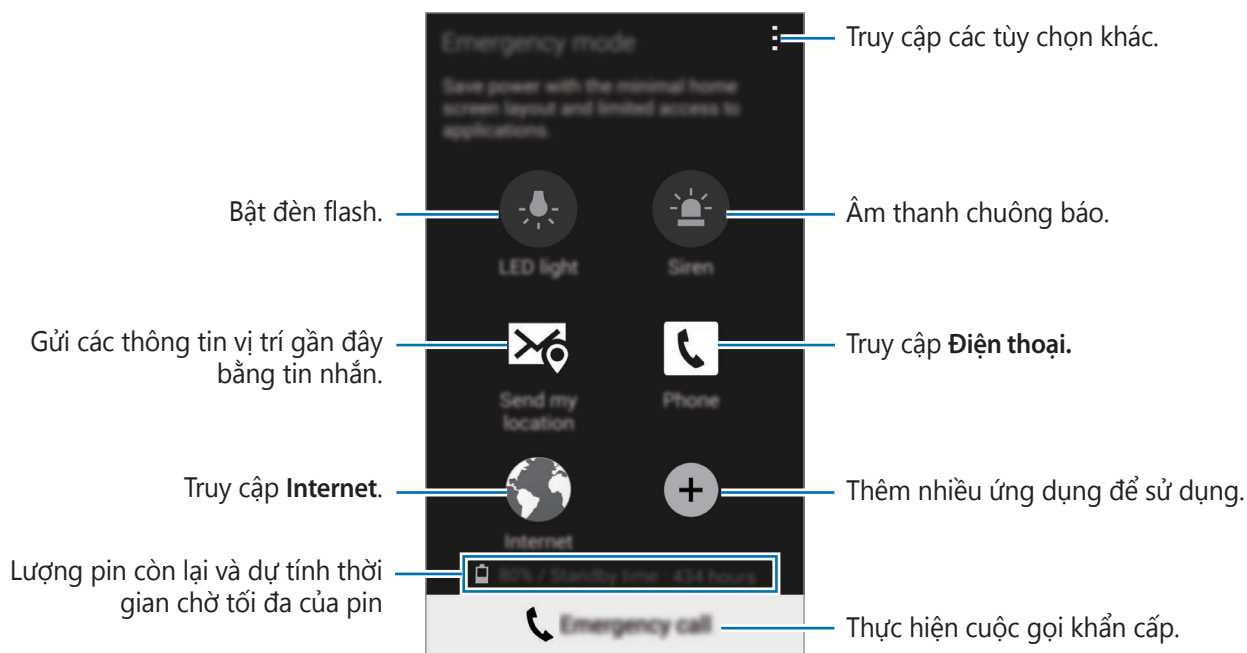 Emergency mode
Truy cập các tùy chọn khác.
Save power with the minimal home
screen layout and limited access to
applications.
Bật đèn flash.
Âm thanh chuông báo.
LED light
Siren
Gửi các thông tin vị trí gần đây
bằng tin nhắn.
Truy cập Điện thoại.
Send my
location
Phone
Truy cập Internet.
Thêm nhiều ứng dụng để sử dụng.
Internet
Lượng pin còn lại và dự tính thời
gian chờ tối đa của pin
80% / Standby time : 434 hours
Emergency call
Thực hiện cuộc gọi khẩn cấp.